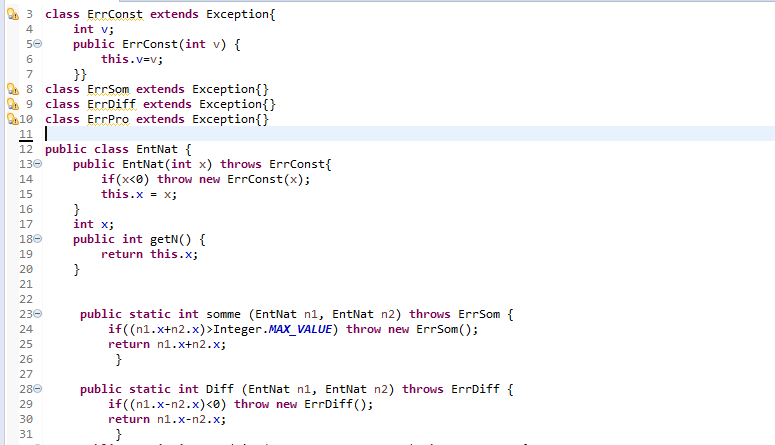 3 class ErrConst extends Exception{
4 int v;
5 public ErrConst(int v) {
6 this.v=v;
7 }}
8 class ErrSom extends Exception{}
9 class ErrDiff extends Exception{}
10 class ErrPro extends Exception{}
11
12 public class EntNat {
13 public EntNat(int x) throws ErrConst{
14 if(x<0) throw new ErrConst(x);
15 this.x = x;
16 }
17 int x;
18 public int getN() {
19 return this.x;
20 }
21
22
23 public static int somme (EntNat n1, EntNat n2) throws ErrSom {
24 if((n1.x+n2.x)>Integer.MAX_VALUE) throw new ErrSom();
25 return n1.x+n2.x;
26 }
27
28 public static int Diff (EntNat n1, EntNat n2) throws ErrDiff {
29 if((n1.x-n2.x)<0) throw new ErrDiff();
30 return n1.x-n2.x;
31 }